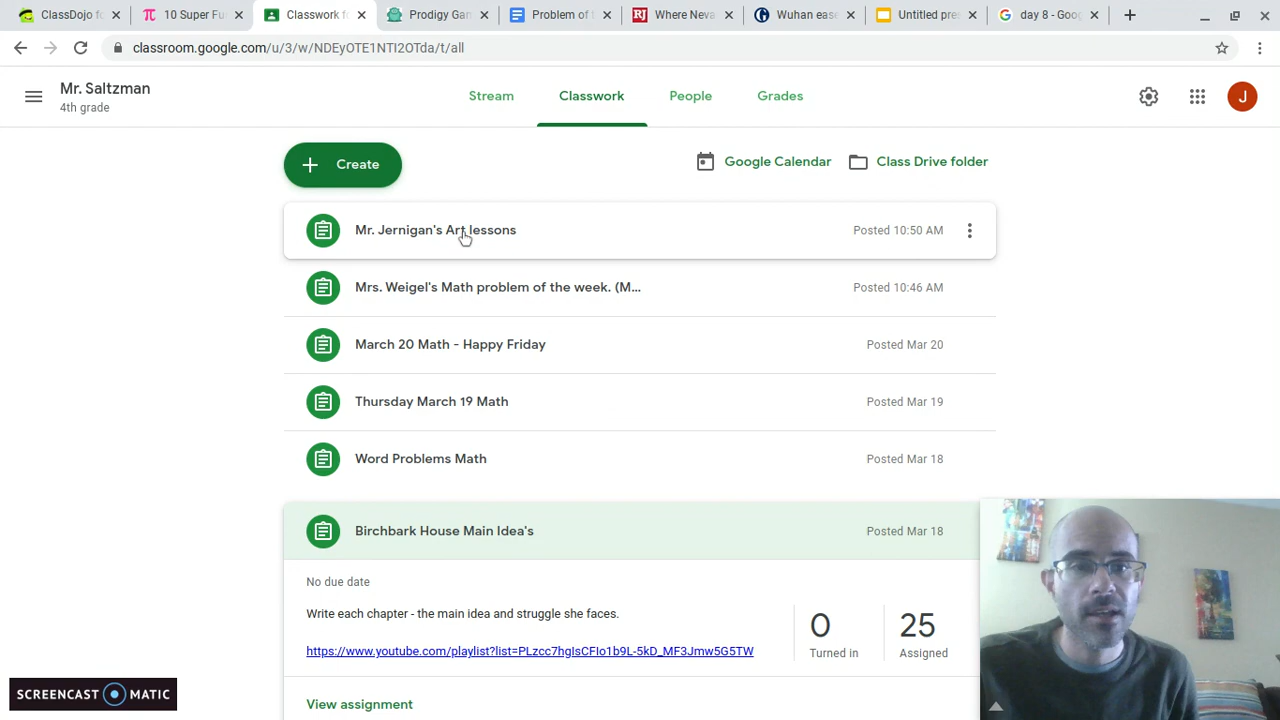 ClassDojo fo
10 Super Fu
Classwork f
Prodigy Gam
Problem of t
Where Neva
Wuhan ease
Untitled pres
day 8 - Goog
classroom.google.com/u/3/w/NDEyOTE1NTI2OTda/t/all
Mr. Saltzman
4th grade
Stream
Classwork
People
Grades
J
Create
Google Calendar
Class Drive folder
Mr. Jernigan's Art lessons
Posted 10:50 AM
Mrs. Weigel's Math problem of the week. (M...
Posted 10:46 AM
March 20 Math - Happy Friday
Posted Mar 20
Thursday March 19 Math
Posted Mar 19
Word Problems Math
Posted Mar 18
Birchbark House Main Idea's
Posted Mar 18
No due date
Write each chapter - the main idea and struggle she faces.
https://www.youtube.com/playlist?list=PLzcc7hgIsCFIo1b9L-5kD_MF3Jmw5G5TW
0
Turned in
25
Assigned
View assignment
SCREENCAST MATIC